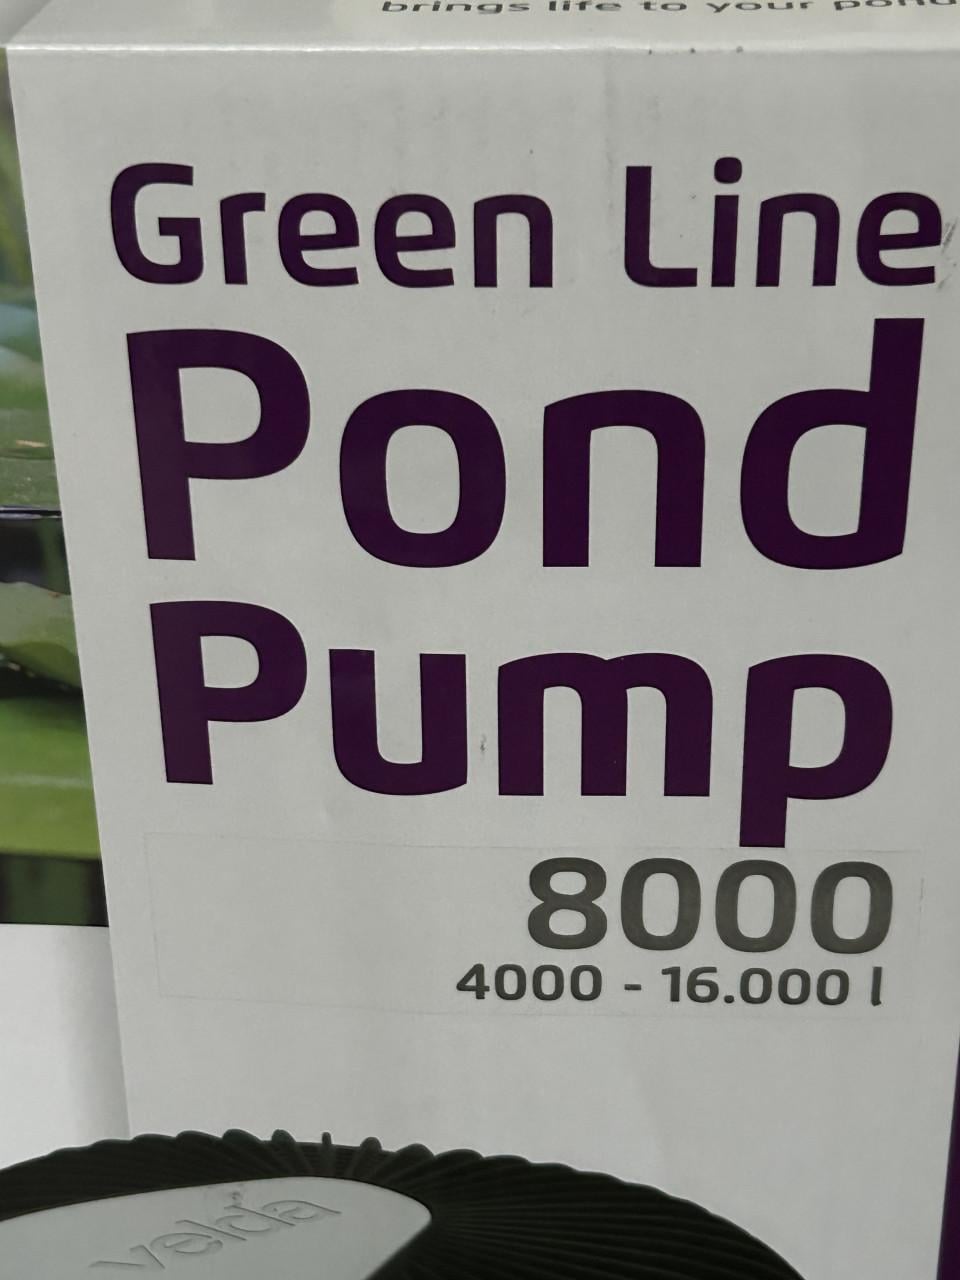 brings life to your pond
Green Line
Pond
Pump
8000
4000 - 16.000 l
velda